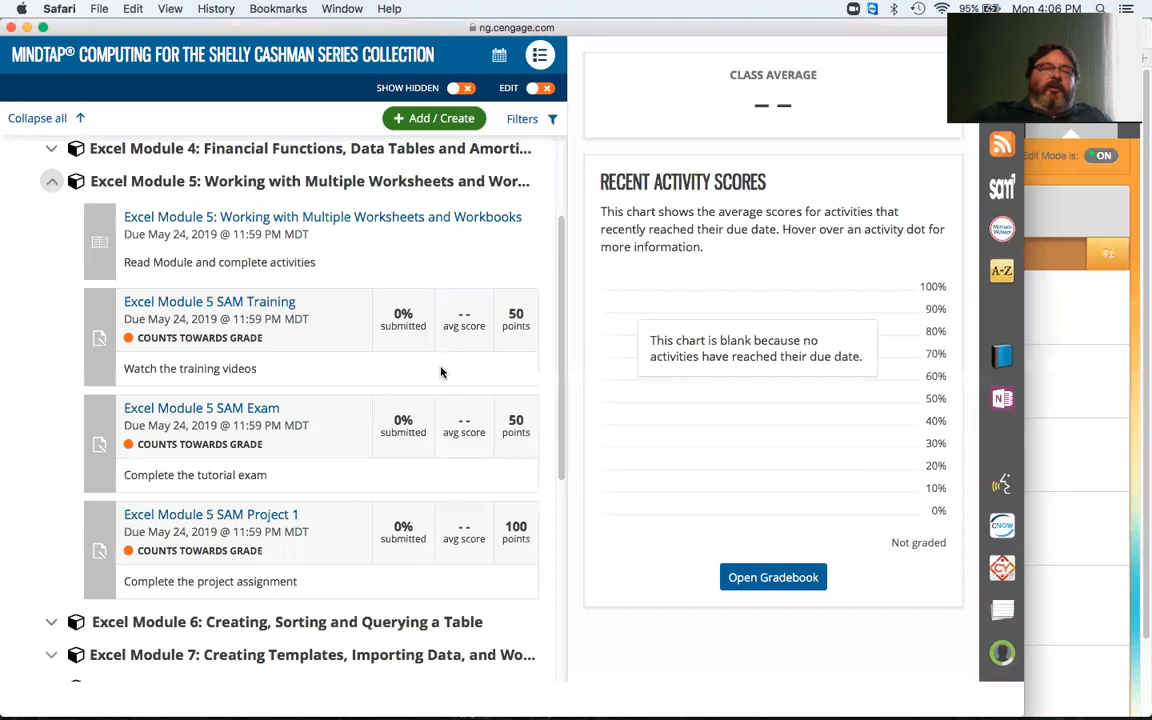 Safari File Edit View History Bookmarks Window Help
95% Mon 4:06 PM
ng.cengage.com
MINDTAP® COMPUTING FOR THE SHELLY CASHMAN SERIES COLLECTION
SHOW HIDDEN EDIT
Collapse all + Add / Create Filters
Excel Module 4: Financial Functions, Data Tables and Amorti...
Excel Module 5: Working with Multiple Worksheets and Wor...
Excel Module 5: Working with Multiple Worksheets and Workbooks
Due May 24, 2019 @ 11:59 PM MDT
Read Module and complete activities
Excel Module 5 SAM Training
Due May 24, 2019 @ 11:59 PM MDT
COUNTS TOWARDS GRADE
0% -- 50
submitted avg score points
Watch the training videos
Excel Module 5 SAM Exam
Due May 24, 2019 @ 11:59 PM MDT
COUNTS TOWARDS GRADE
0% -- 50
submitted avg score points
Complete the tutorial exam
Excel Module 5 SAM Project 1
Due May 24, 2019 @ 11:59 PM MDT
COUNTS TOWARDS GRADE
0% -- 100
submitted avg score points
Complete the project assignment
Excel Module 6: Creating, Sorting and Querying a Table
Excel Module 7: Creating Templates, Importing Data, and Wo...
CLASS AVERAGE
– –
RECENT ACTIVITY SCORES
This chart shows the average scores for activities that
recently reached their due date. Hover over an activity dot for
more information.
100%
90%
80%
70%
60%
50%
40%
30%
20%
10%
0%
This chart is blank because no
activities have reached their due date.
Not graded
Open Gradebook
sam
A-Z
N
CNOW
CY
Edit Mode is: ON